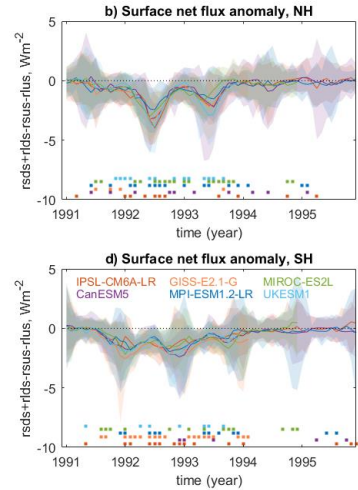 b) Surface net flux anomaly, NH
5
0
-5
-10
rsds+rlds-rsus-rlus, Wm-2
1991 1992 1993 1994 1995
time (year)
d) Surface net flux anomaly, SH
5
IPSL-CM6A-LR GISS-E2.1-G MIROC-ES2L
CanESM5 MPI-ESM1.2-LR UKESM1
0
-5
-10
rsds+rlds-rsus-rlus, Wm-2
1991 1992 1993 1994 1995
time (year)